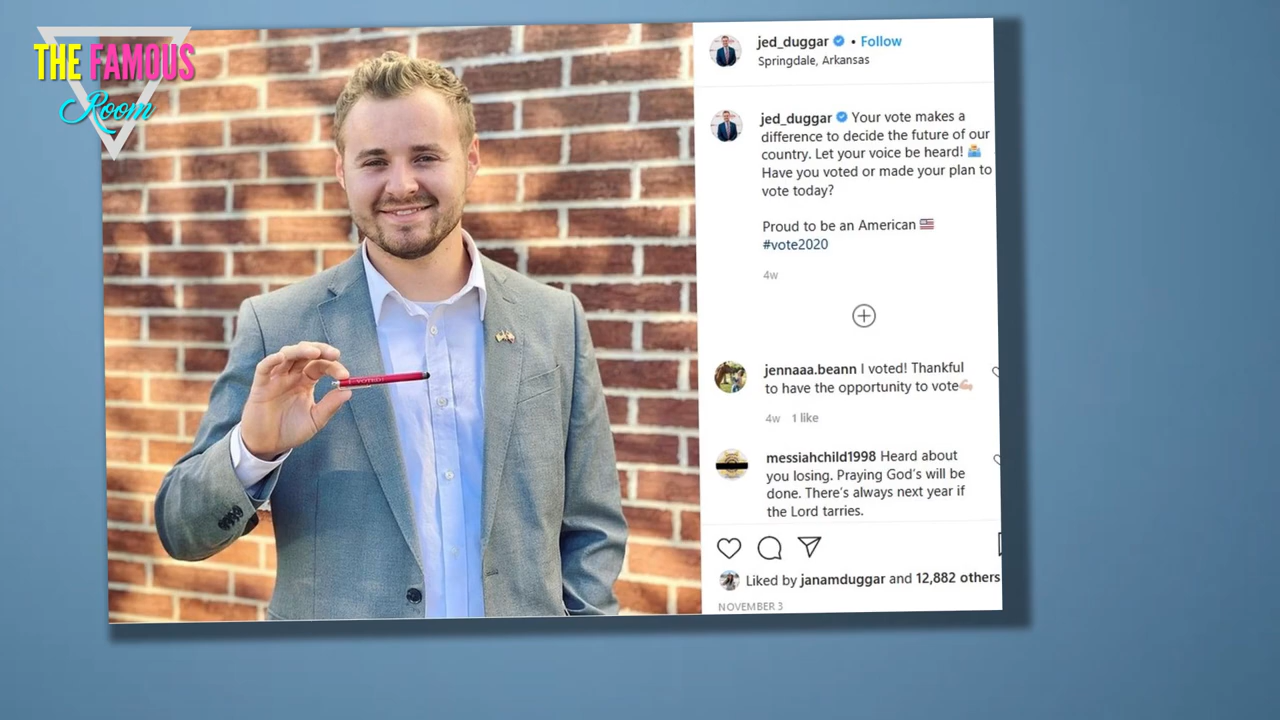 THE FAMOUS
Room
jed_duggar • Follow
Springdale, Arkansas
jed_duggar Your vote makes a
difference to decide the future of our
country. Let your voice be heard! 🗳️
Have you voted or made your plan to
vote today?
Proud to be an American 🇺🇸
#vote2020
4w
jennaaa.beann I voted! Thankful
to have the opportunity to vote💪🏼
4w 1 like
messiahchild1998 Heard about
you losing. Praying God's will be
done. There's always next year if
the Lord tarries.
Liked by janamduggar and 12,882 others
NOVEMBER 3
I VOTED!